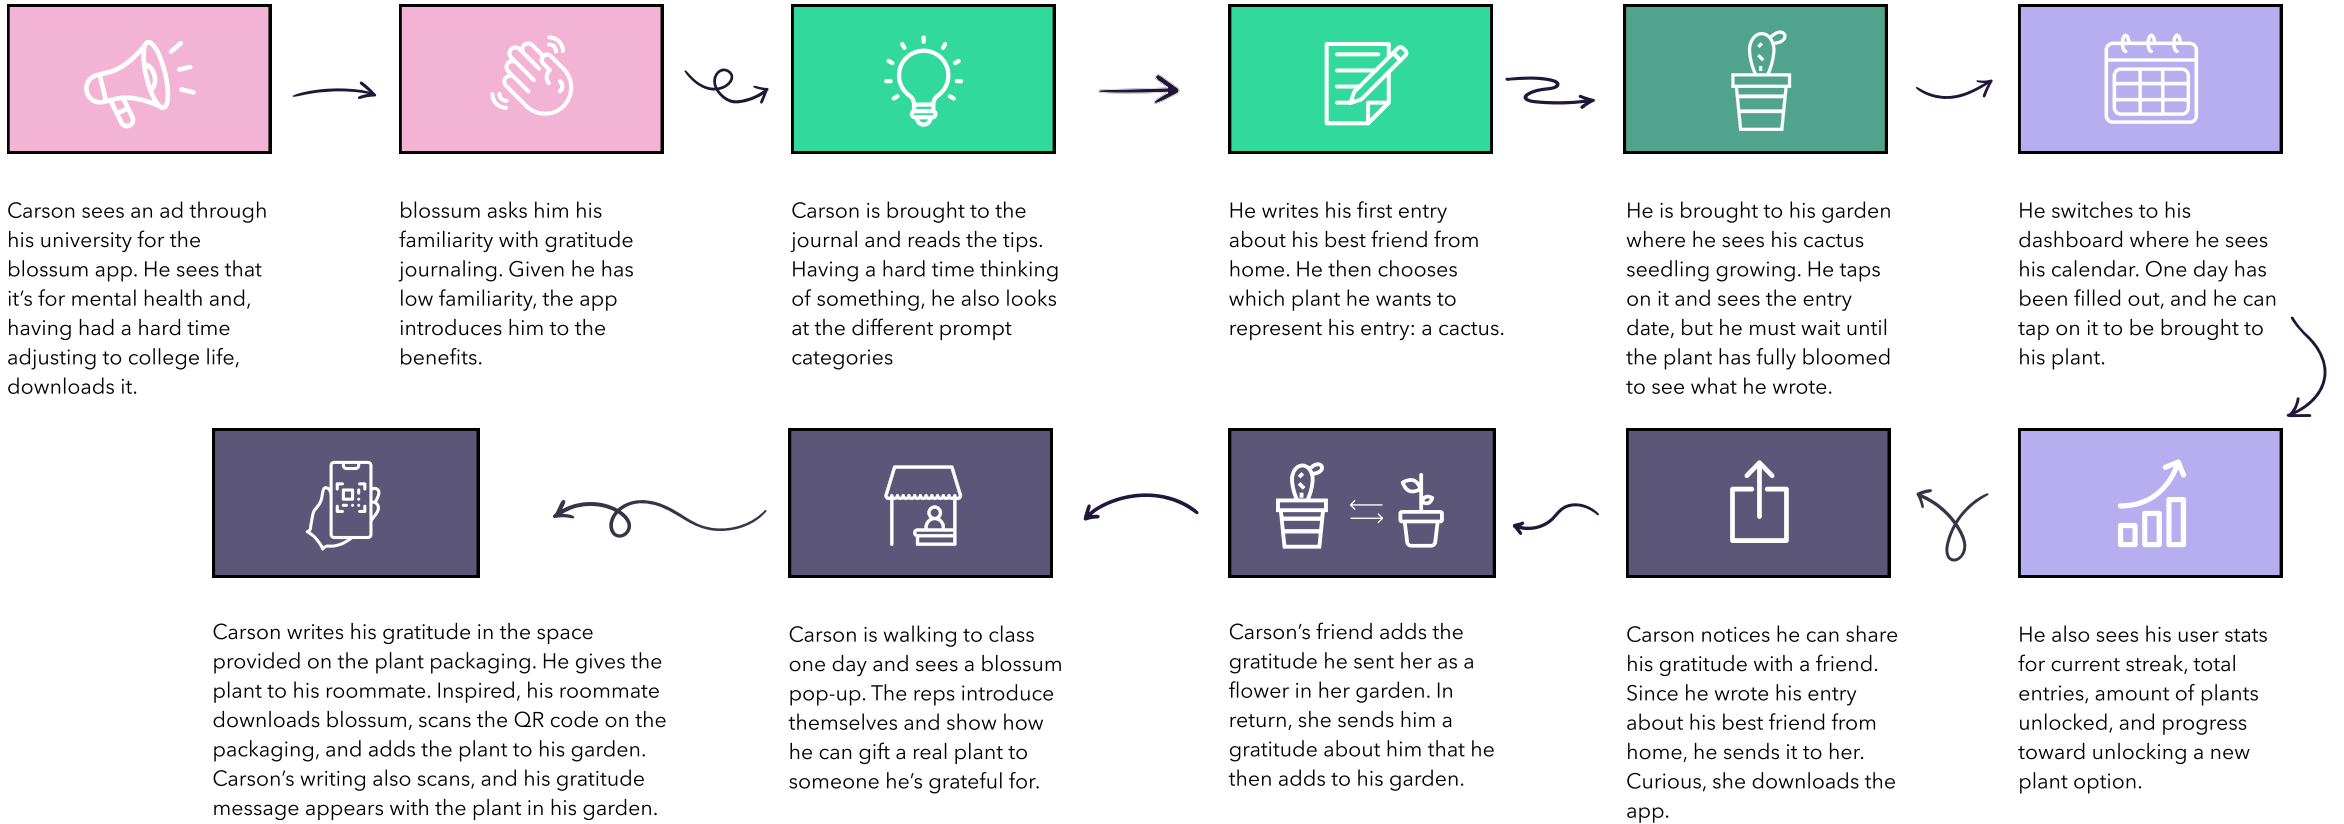 Carson sees an ad through
his university for the
blossum app. He sees that
it’s for mental health and,
having had a hard time
adjusting to college life,
downloads it.
blossum asks him his
familiarity with gratitude
journaling. Given he has
low familiarity, the app
introduces him to the
benefits.
Carson is brought to the
journal and reads the tips.
Having a hard time thinking
of something, he also looks
at the different prompt
categories
He writes his first entry
about his best friend from
home. He then chooses
which plant he wants to
represent his entry: a cactus.
He is brought to his garden
where he sees his cactus
seedling growing. He taps
on it and sees the entry
date, but he must wait until
the plant has fully bloomed
to see what he wrote.
He switches to his
dashboard where he sees
his calendar. One day has
been filled out, and he can
tap on it to be brought to
his plant.
He also sees his user stats
for current streak, total
entries, amount of plants
unlocked, and progress
toward unlocking a new
plant option.
Carson notices he can share
his gratitude with a friend.
Since he wrote his entry
about his best friend from
home, he sends it to her.
Curious, she downloads the
app.
Carson’s friend adds the
gratitude he sent her as a
flower in her garden. In
return, she sends him a
gratitude about him that he
then adds to his garden.
Carson is walking to class
one day and sees a blossum
pop-up. The reps introduce
themselves and show how
he can gift a real plant to
someone he’s grateful for.
Carson writes his gratitude in the space
provided on the plant packaging. He gives the
plant to his roommate. Inspired, his roommate
downloads blossum, scans the QR code on the
packaging, and adds the plant to his garden.
Carson’s writing also scans, and his gratitude
message appears with the plant in his garden.